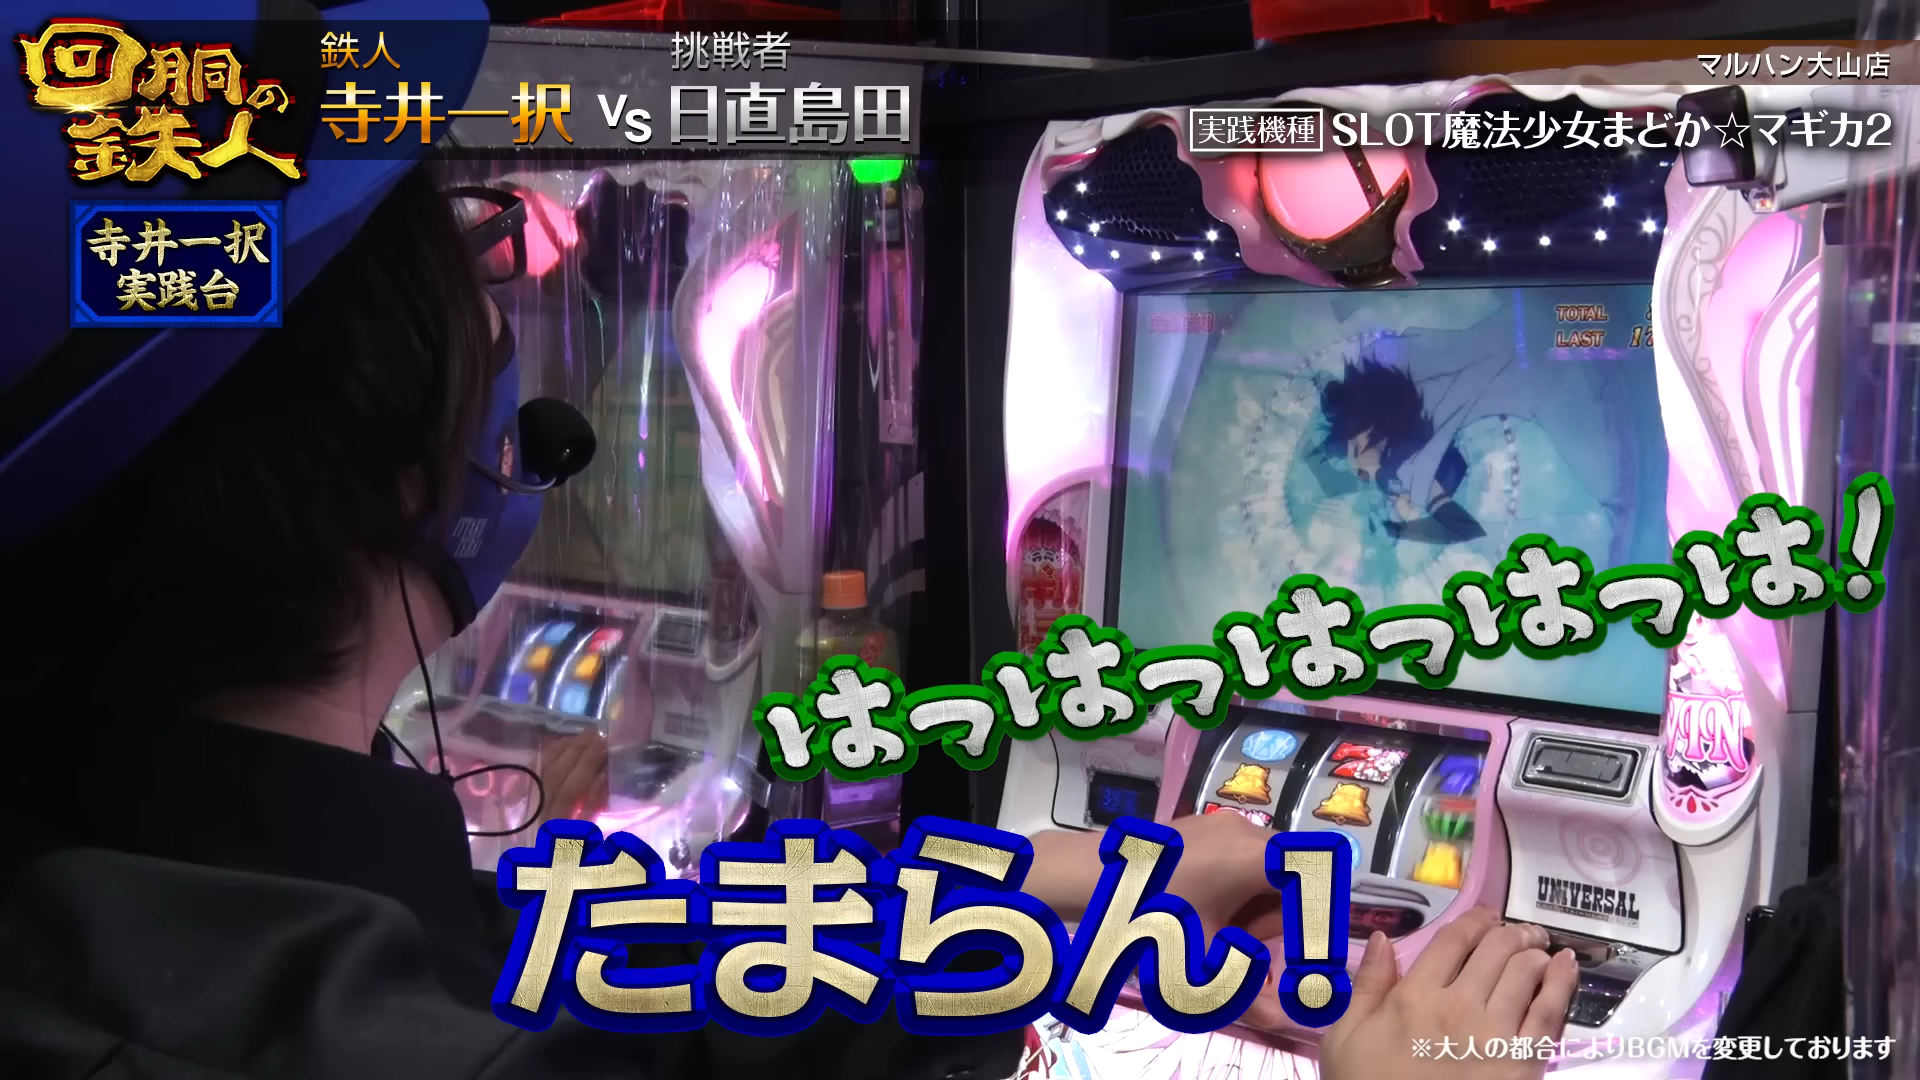 回胴の
鉄人
鉄人
寺井一択
VS
挑戦者
日直島田
マルハン大山店
実践機種
SLOT魔法少女まどか☆マギカ2
寺井一択
実践台
TOTAL
LAST 17
はっはっはっはっは!
たまらん!
UNIVERSAL
※大人の都合によりBGMを変更しております